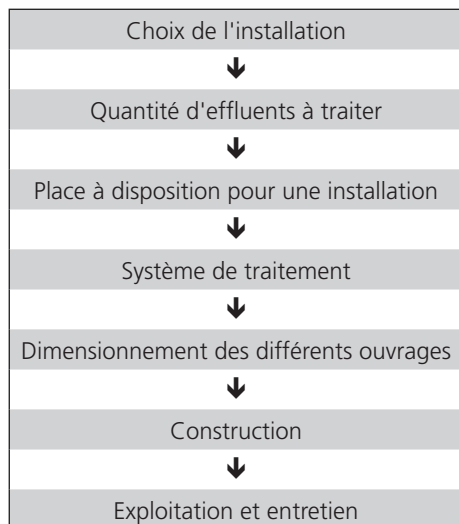 Choix de l'installation
Quantité d'effluents à traiter
Place à disposition pour une installation
Système de traitement
Dimensionnement des différents ouvrages
Construction
Exploitation et entretien